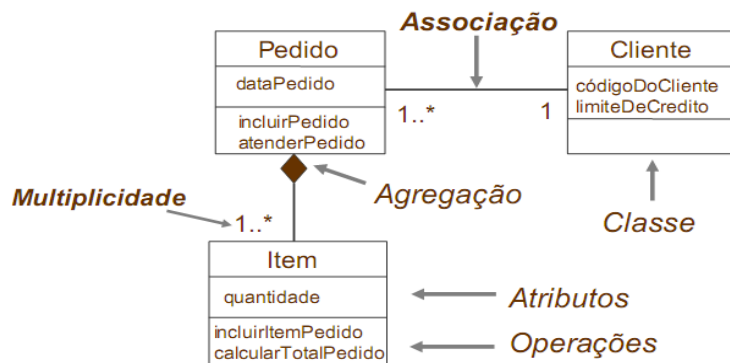 Associação
Pedido
Cliente
dataPedido
códigoDoCliente
limiteDeCredito
1..*
1
incluirPedido
atenderPedido
Agregação
Multiplicidade
Classe
1..*
Item
quantidade
Atributos
incluirItemPedido
calcularTotalPedido
Operações